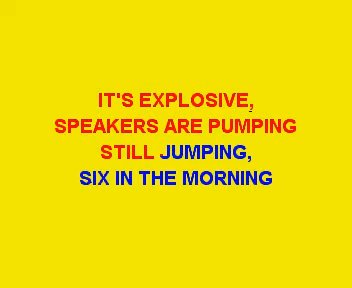 IT'S EXPLOSIVE,
SPEAKERS ARE PUMPING
STILL JUMPING,
SIX IN THE MORNING